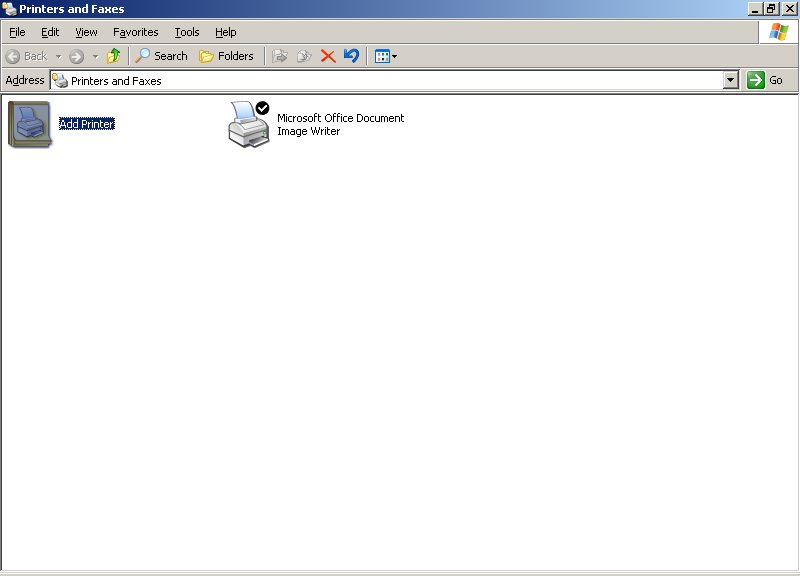 Printers and Faxes
File Edit View Favorites Tools Help
Back Search Folders
Address Printers and Faxes Go
Add Printer
Microsoft Office Document
Image Writer